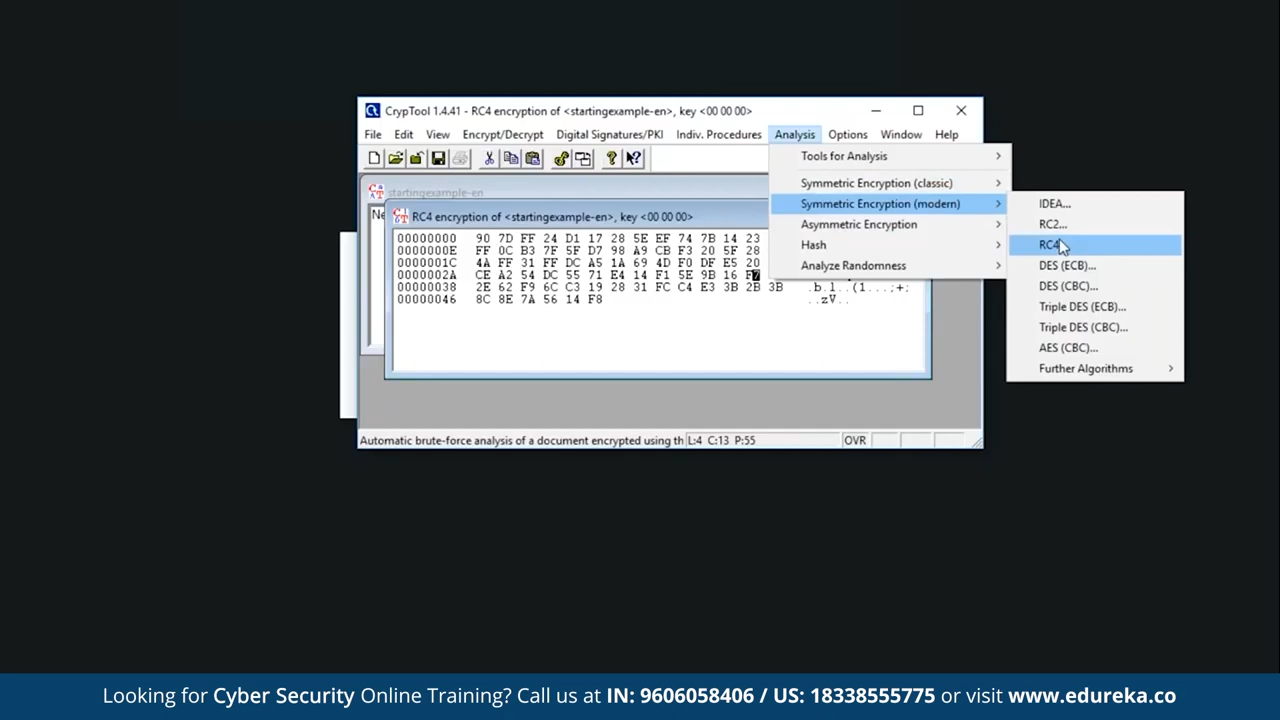 CrypTool 1.4.41 - RC4 encryption of <startingexample-en>, key <00 00 00>
File Edit View Encrypt/Decrypt Digital Signatures/PKI Indiv. Procedures Analysis Options Window Help
Tools for Analysis
Symmetric Encryption (classic)
Symmetric Encryption (modern)
Asymmetric Encryption
Hash
Analyze Randomness
IDEA...
RC2...
RC4
DES (ECB)...
DES (CBC)...
Triple DES (ECB)...
Triple DES (CBC)...
AES (CBC)...
Further Algorithms
startingexample-en
Ne
RC4 encryption of <startingexample-en>, key <00 00 00>
00000000 90 7D FF 24 D1 17 28 5E EF 74 7B 14 23
0000000E FF 0C B3 7F 5F D7 98 A9 CB F3 20 5F 28
0000001C 4A FF 31 FF DC A5 1A 69 4D F0 DF E5 20
0000002A CE A2 54 DC 55 71 E4 14 F1 5E 9B 16 F7
00000038 2E 62 F9 6C C3 19 28 31 FC C4 E3 3B 2B 3B .b.l..(1...;+;
00000046 8C 8E 7A 56 14 F8 ..zV..
Automatic brute-force analysis of a document encrypted using th L:4 C:13 P:55 OVR
Looking for Cyber Security Online Training? Call us at IN: 9606058406 / US: 18338555775 or visit www.edureka.co